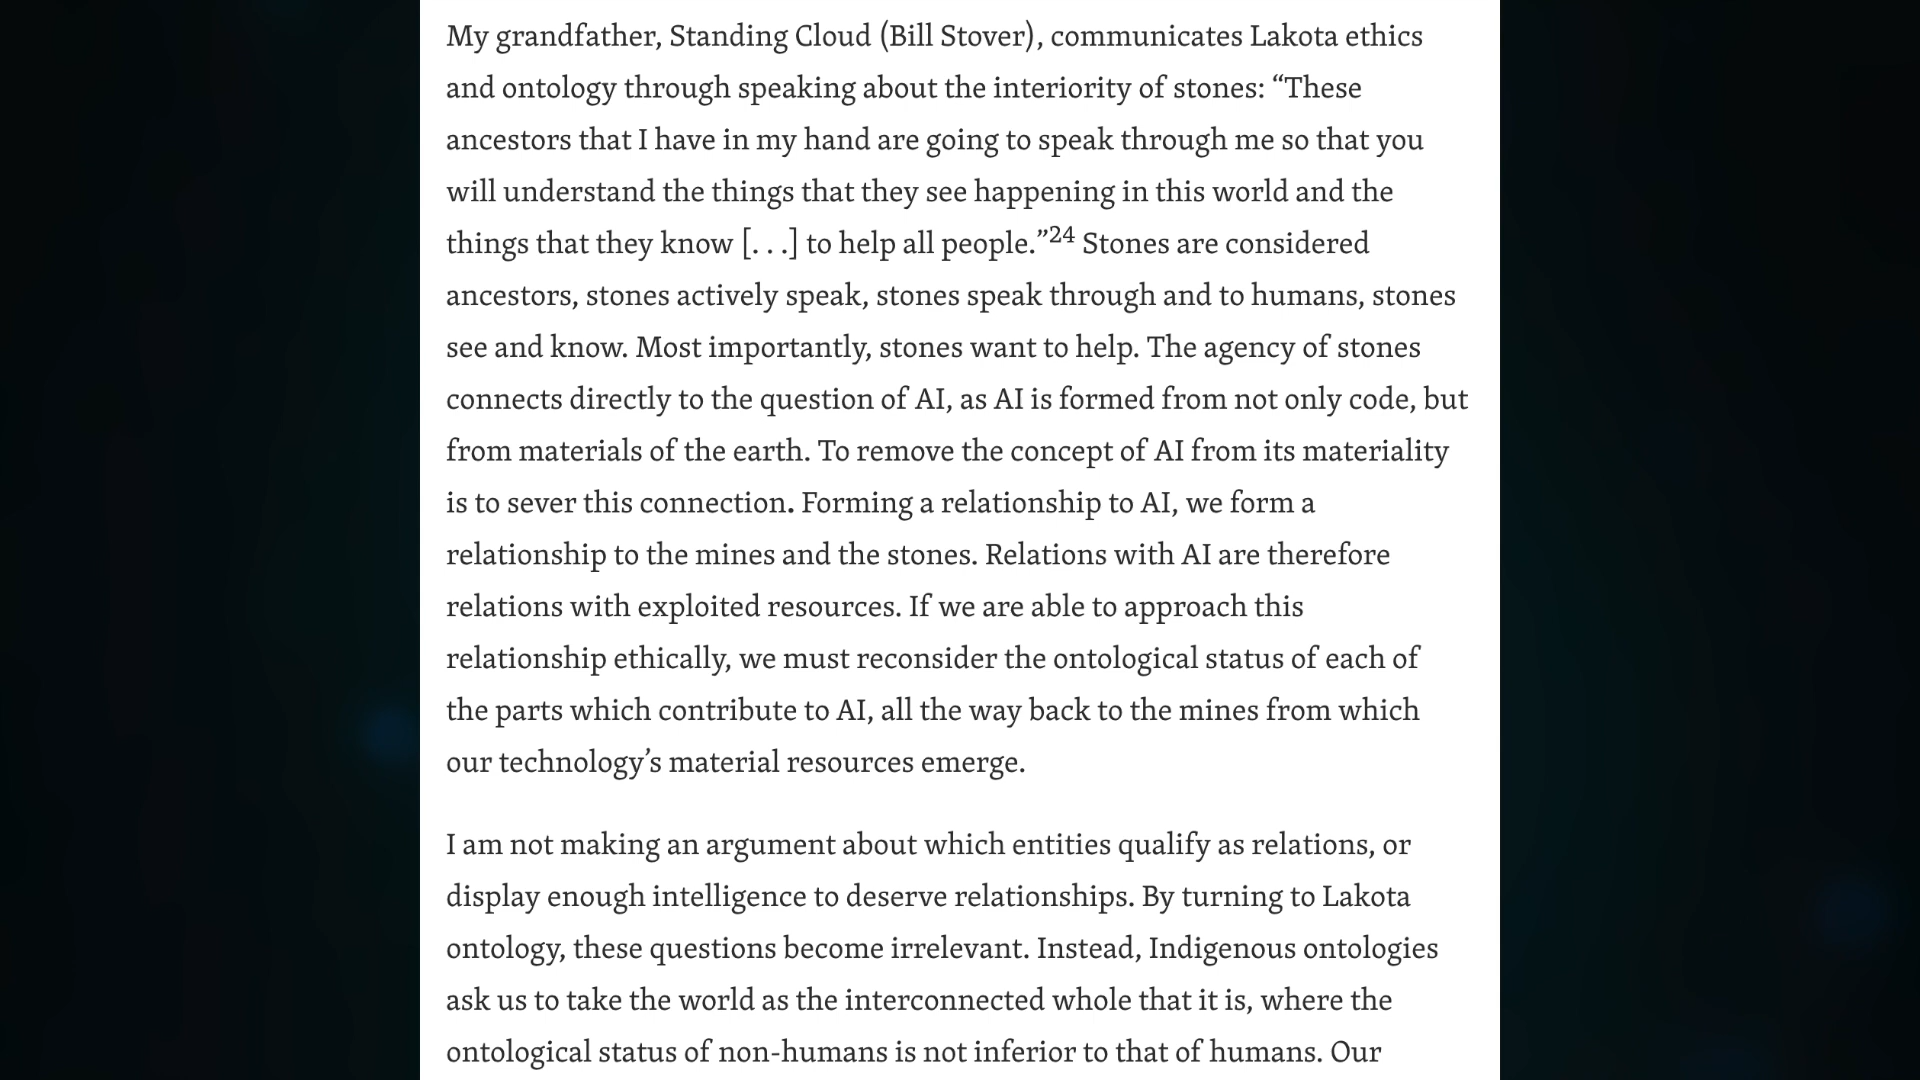 My grandfather, Standing Cloud (Bill Stover), communicates Lakota ethics
and ontology through speaking about the interiority of stones: “These
ancestors that I have in my hand are going to speak through me so that you
will understand the things that they see happening in this world and the
things that they know [. . .] to help all people.”24 Stones are considered
ancestors, stones actively speak, stones speak through and to humans, stones
see and know. Most importantly, stones want to help. The agency of stones
connects directly to the question of AI, as AI is formed from not only code, but
from materials of the earth. To remove the concept of AI from its materiality
is to sever this connection. Forming a relationship to AI, we form a
relationship to the mines and the stones. Relations with AI are therefore
relations with exploited resources. If we are able to approach this
relationship ethically, we must reconsider the ontological status of each of
the parts which contribute to AI, all the way back to the mines from which
our technology’s material resources emerge.
I am not making an argument about which entities qualify as relations, or
display enough intelligence to deserve relationships. By turning to Lakota
ontology, these questions become irrelevant. Instead, Indigenous ontologies
ask us to take the world as the interconnected whole that it is, where the
ontological status of non-humans is not inferior to that of humans. Our